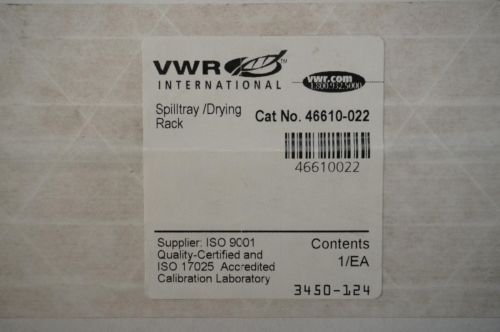 VWR™
INTERNATIONAL
vwr.com
1.800.932.5000
Spilltray /Drying
Rack
Cat No. 46610-022
46610022
Supplier: ISO 9001
Quality-Certified and
ISO 17025 Accredited
Calibration Laboratory
Contents
1/EA
3450-124